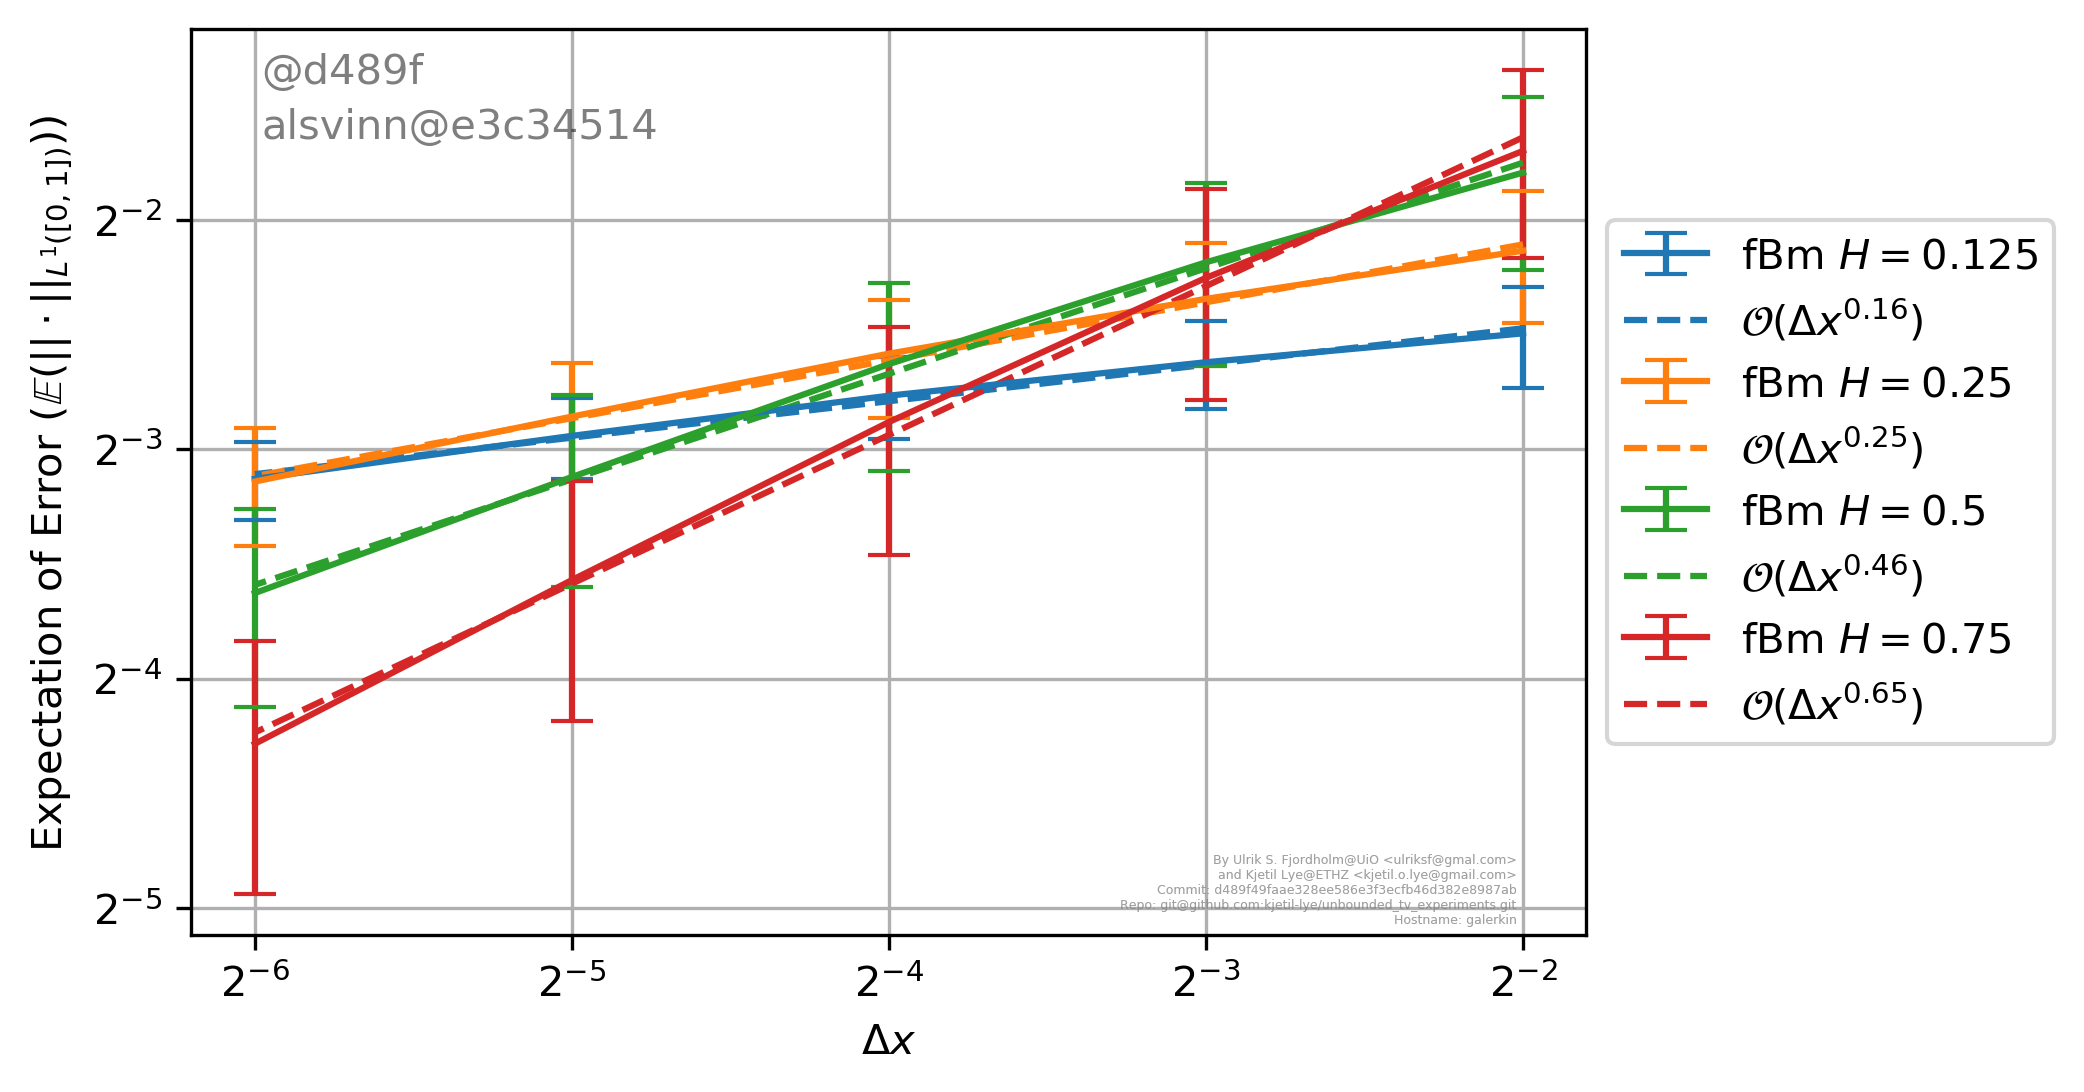 @d489f
alsvinn@e3c34514
Expectation of Error (𝔼(|| · ||_{L^1([0,1])}))
2^{-2}
2^{-3}
2^{-4}
2^{-5}
By Ulrik S. Fjordholm@UiO <ulriksf@gmal.com>
and Kjetil Lye@ETHZ <kjetil.o.lye@gmail.com>
Commit: d489f49faae328ee586e3f3ecfb46d382e8987ab
Repo: git@github.com:kjetil-lye/unbounded_tv_experiments.git
Hostname: galerkin
2^{-6} 2^{-5} 2^{-4} 2^{-3} 2^{-2}
Δx
fBm H = 0.125
𝒪(Δx^{0.16})
fBm H = 0.25
𝒪(Δx^{0.25})
fBm H = 0.5
𝒪(Δx^{0.46})
fBm H = 0.75
𝒪(Δx^{0.65})